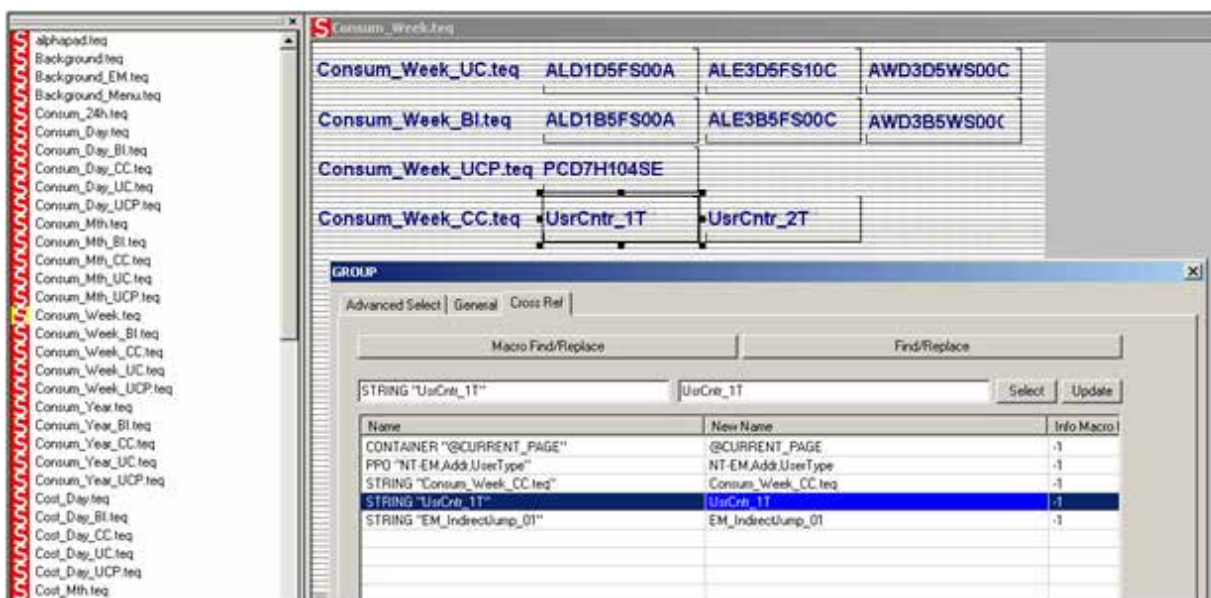 alphapad.teq
Background.teq
Background_EM.teq
Background_Menu.teq
Consum_24h.teq
Consum_Day.teq
Consum_Day_BI.teq
Consum_Day_CC.teq
Consum_Day_UC.teq
Consum_Day_UCP.teq
Consum_Mth.teq
Consum_Mth_BI.teq
Consum_Mth_CC.teq
Consum_Mth_UC.teq
Consum_Mth_UCP.teq
Consum_Week.teq
Consum_Week_BI.teq
Consum_Week_CC.teq
Consum_Week_UC.teq
Consum_Week_UCP.teq
Consum_Year.teq
Consum_Year_BI.teq
Consum_Year_CC.teq
Consum_Year_UC.teq
Consum_Year_UCP.teq
Cost_Day.teq
Cost_Day_BI.teq
Cost_Day_CC.teq
Cost_Day_UC.teq
Cost_Day_UCP.teq
Cost_Mth.teq
Consum_Week.teq
Consum_Week_UC.teq ALD1D5FS00A ALE3D5FS10C AWD3D5WS00C
Consum_Week_BI.teq ALD1B5FS00A ALE3B5FS00C AWD3B5WS00(
Consum_Week_UCP.teq PCD7H104SE
Consum_Week_CC.teq UsrCntr_1T UsrCntr_2T
GROUP
Advanced Select General Cross Ref
Macro Find/Replace Find/Replace
STRING "UsrCntr_1T" UsrCntr_1T Select Update
Name New Name Info Macro
CONTAINER "@CURRENT_PAGE" @CURRENT_PAGE -1
PPO "NT-EM.Addr.UserType" NT-EM.Addr.UserType -1
STRING "Consum_Week_CC.teq" Consum_Week_CC.teq -1
STRING "UsrCntr_1T" UsrCntr_1T -1
STRING "EM_IndirectJump_01" EM_IndirectJump_01 -1